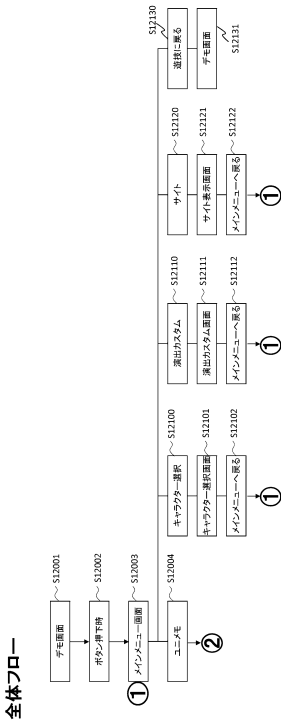 全体フロー
デモ画面
S12001
ボタン押下時
S12002
①
メインメニュー画面
S12003
ユニメモ
S12004
②
キャラクター選択
S12100
キャラクター選択画面
S12101
メインメニューへ戻る
S12102
①
演出カスタム
S12110
演出カスタム画面
S12111
メインメニューへ戻る
S12112
①
サイト
S12120
サイト表示画面
S12121
メインメニューへ戻る
S12122
①
遊技に戻る
S12130
デモ画面
S12131